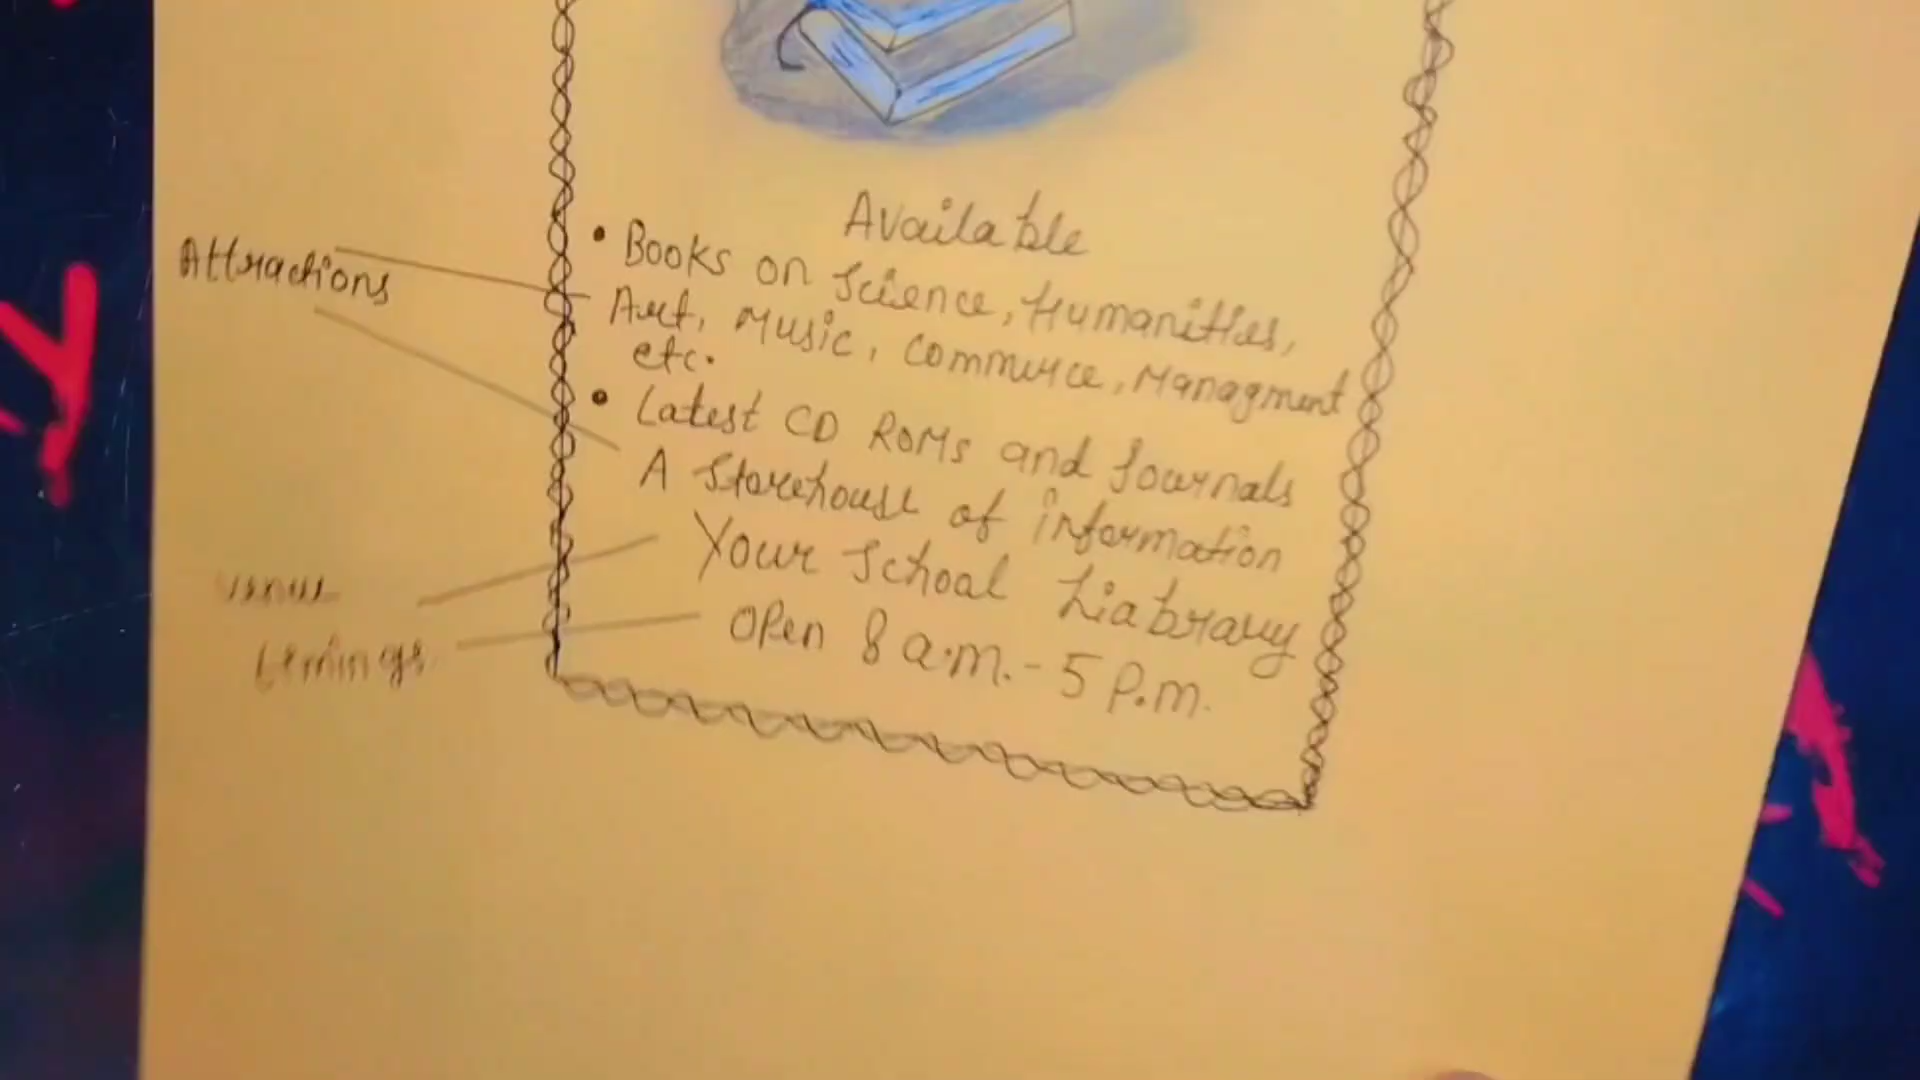 Available
• Books on Science, Humanities,
Art, Music, Commerce, Managment
etc.
• Latest CD ROMs and Journals
A Storehouse of information
Your School Liabrary
Open 8 a.m. - 5 P.m.
Attractions
Venue